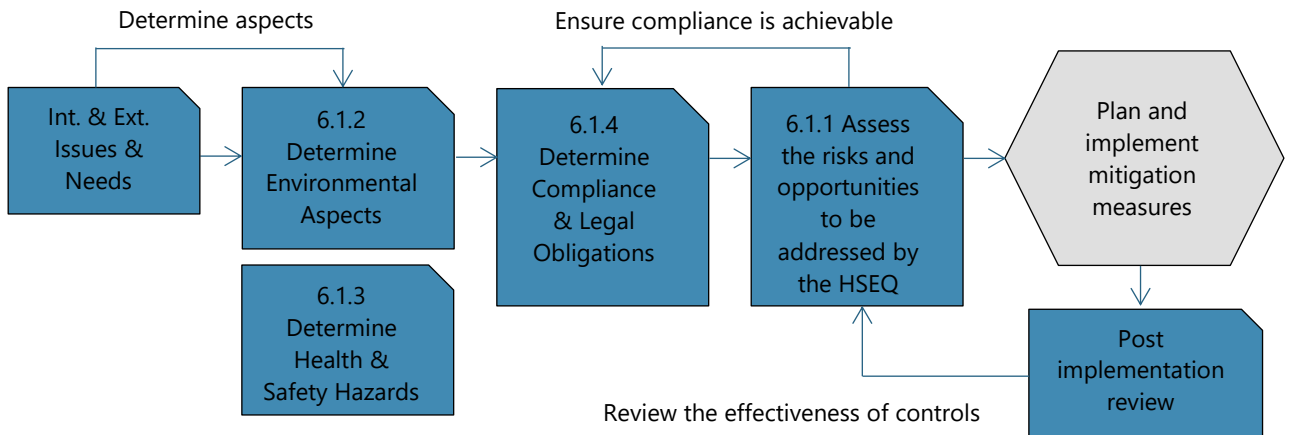 Determine aspects
Ensure compliance is achievable
Int. & Ext.
Issues &
Needs
6.1.2
Determine
Environmental
Aspects
6.1.3
Determine
Health &
Safety Hazards
6.1.4
Determine
Compliance
& Legal
Obligations
6.1.1 Assess
the risks and
opportunities
to be
addressed by
the HSEQ
Plan and
implement
mitigation
measures
Post
implementation
review
Review the effectiveness of controls